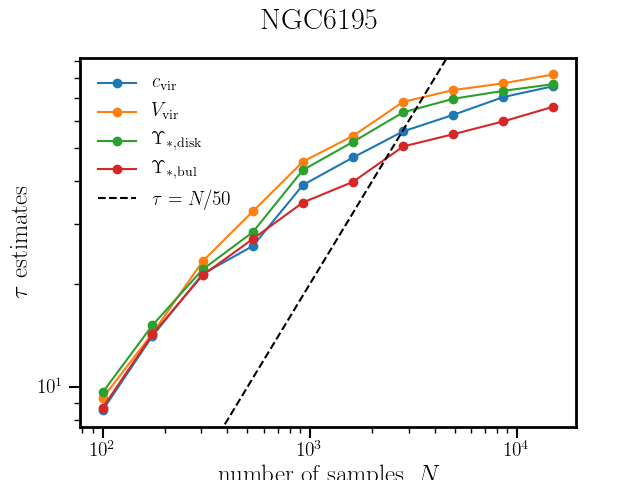 NGC6195
c_vir
V_vir
ϒ_*,disk
ϒ_*,bul
τ = N/50
τ estimates
10^1
10^2
10^3
10^4
number of samples, N